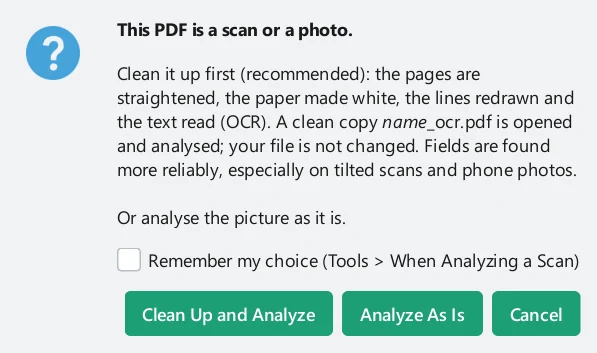 This PDF is a scan or a photo.
Clean it up first (recommended): the pages are
straightened, the paper made white, the lines redrawn and
the text read (OCR). A clean copy name_ocr.pdf is opened
and analysed; your file is not changed. Fields are found
more reliably, especially on tilted scans and phone photos.
Or analyse the picture as it is.
Remember my choice (Tools > When Analyzing a Scan)
Clean Up and Analyze Analyze As Is Cancel